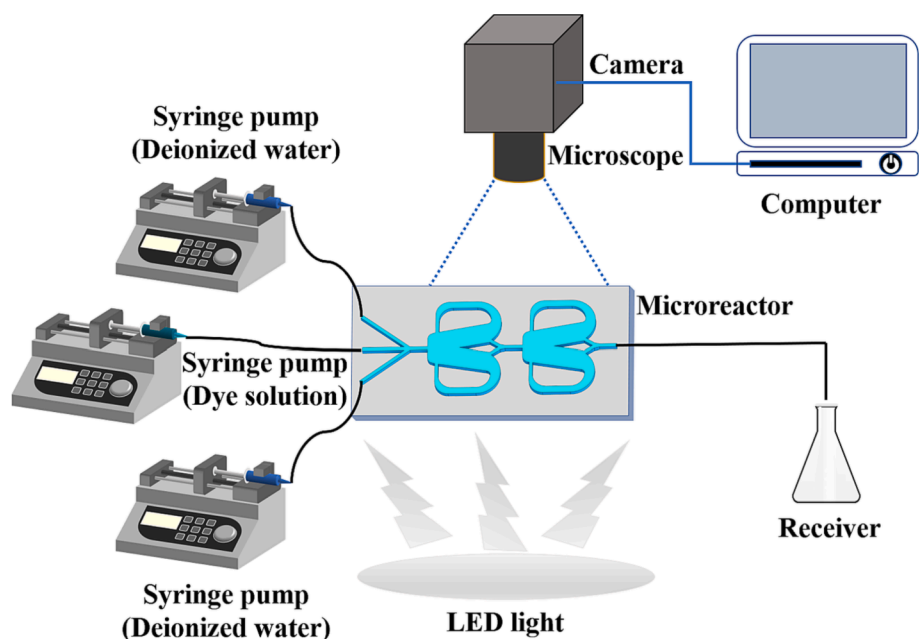 Camera
Syringe pump
(Deionized water)
Microscope
Computer
Microreactor
Syringe pump
(Dye solution)
Receiver
Syringe pump
(Deionized water)
LED light